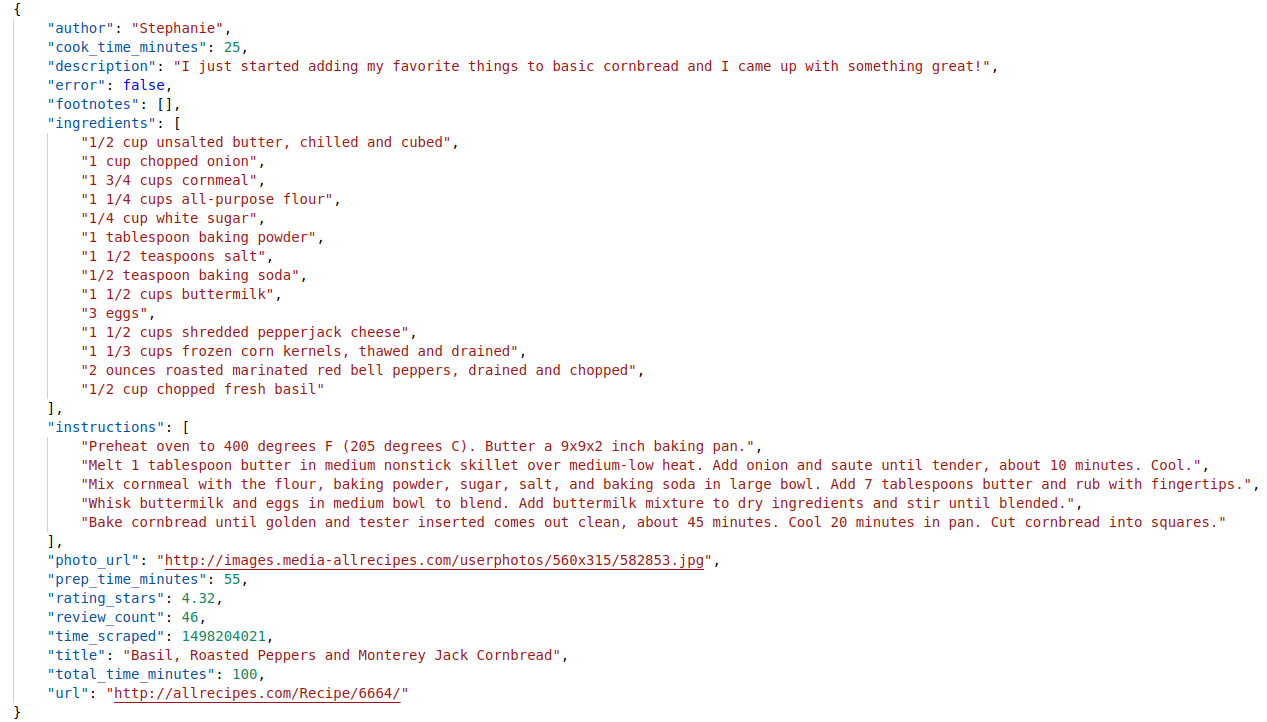 {
    "author": "Stephanie",
    "cook_time_minutes": 25,
    "description": "I just started adding my favorite things to basic cornbread and I came up with something great!",
    "error": false,
    "footnotes": [],
    "ingredients": [
        "1/2 cup unsalted butter, chilled and cubed",
        "1 cup chopped onion",
        "1 3/4 cups cornmeal",
        "1 1/4 cups all-purpose flour",
        "1/4 cup white sugar",
        "1 tablespoon baking powder",
        "1 1/2 teaspoons salt",
        "1/2 teaspoon baking soda",
        "1 1/2 cups buttermilk",
        "3 eggs",
        "1 1/2 cups shredded pepperjack cheese",
        "1 1/3 cups frozen corn kernels, thawed and drained",
        "2 ounces roasted marinated red bell peppers, drained and chopped",
        "1/2 cup chopped fresh basil"
    ],
    "instructions": [
        "Preheat oven to 400 degrees F (205 degrees C). Butter a 9x9x2 inch baking pan.",
        "Melt 1 tablespoon butter in medium nonstick skillet over medium-low heat. Add onion and saute until tender, about 10 minutes. Cool.",
        "Mix cornmeal with the flour, baking powder, sugar, salt, and baking soda in large bowl. Add 7 tablespoons butter and rub with fingertips.",
        "Whisk buttermilk and eggs in medium bowl to blend. Add buttermilk mixture to dry ingredients and stir until blended.",
        "Bake cornbread until golden and tester inserted comes out clean, about 45 minutes. Cool 20 minutes in pan. Cut cornbread into squares."
    ],
    "photo_url": "http://images.media-allrecipes.com/userphotos/560x315/582853.jpg",
    "prep_time_minutes": 55,
    "rating_stars": 4.32,
    "review_count": 46,
    "time_scraped": 1498204021,
    "title": "Basil, Roasted Peppers and Monterey Jack Cornbread",
    "total_time_minutes": 100,
    "url": "http://allrecipes.com/Recipe/6664/"
}